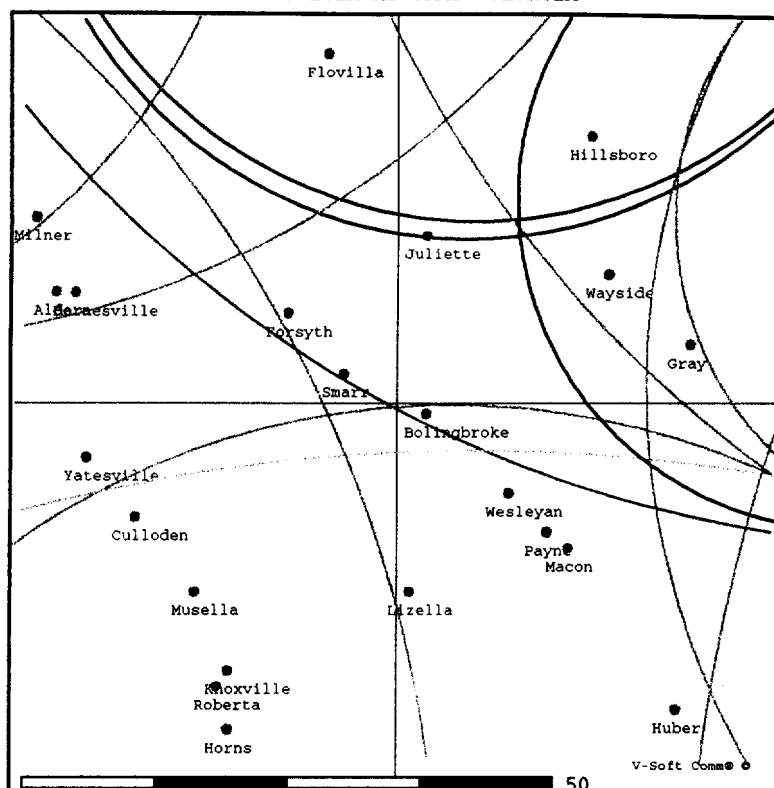 Flovilla
Hillsboro
Milner
Juliette
Wayside
Forsyth
Gray
Smarr
Bolingbroke
Yatesville
Wesleyan
Culloden
Payne
Macon
Musella
Lizella
Knoxville
Roberta
Huber
Horns
V-Soft Comm®
50